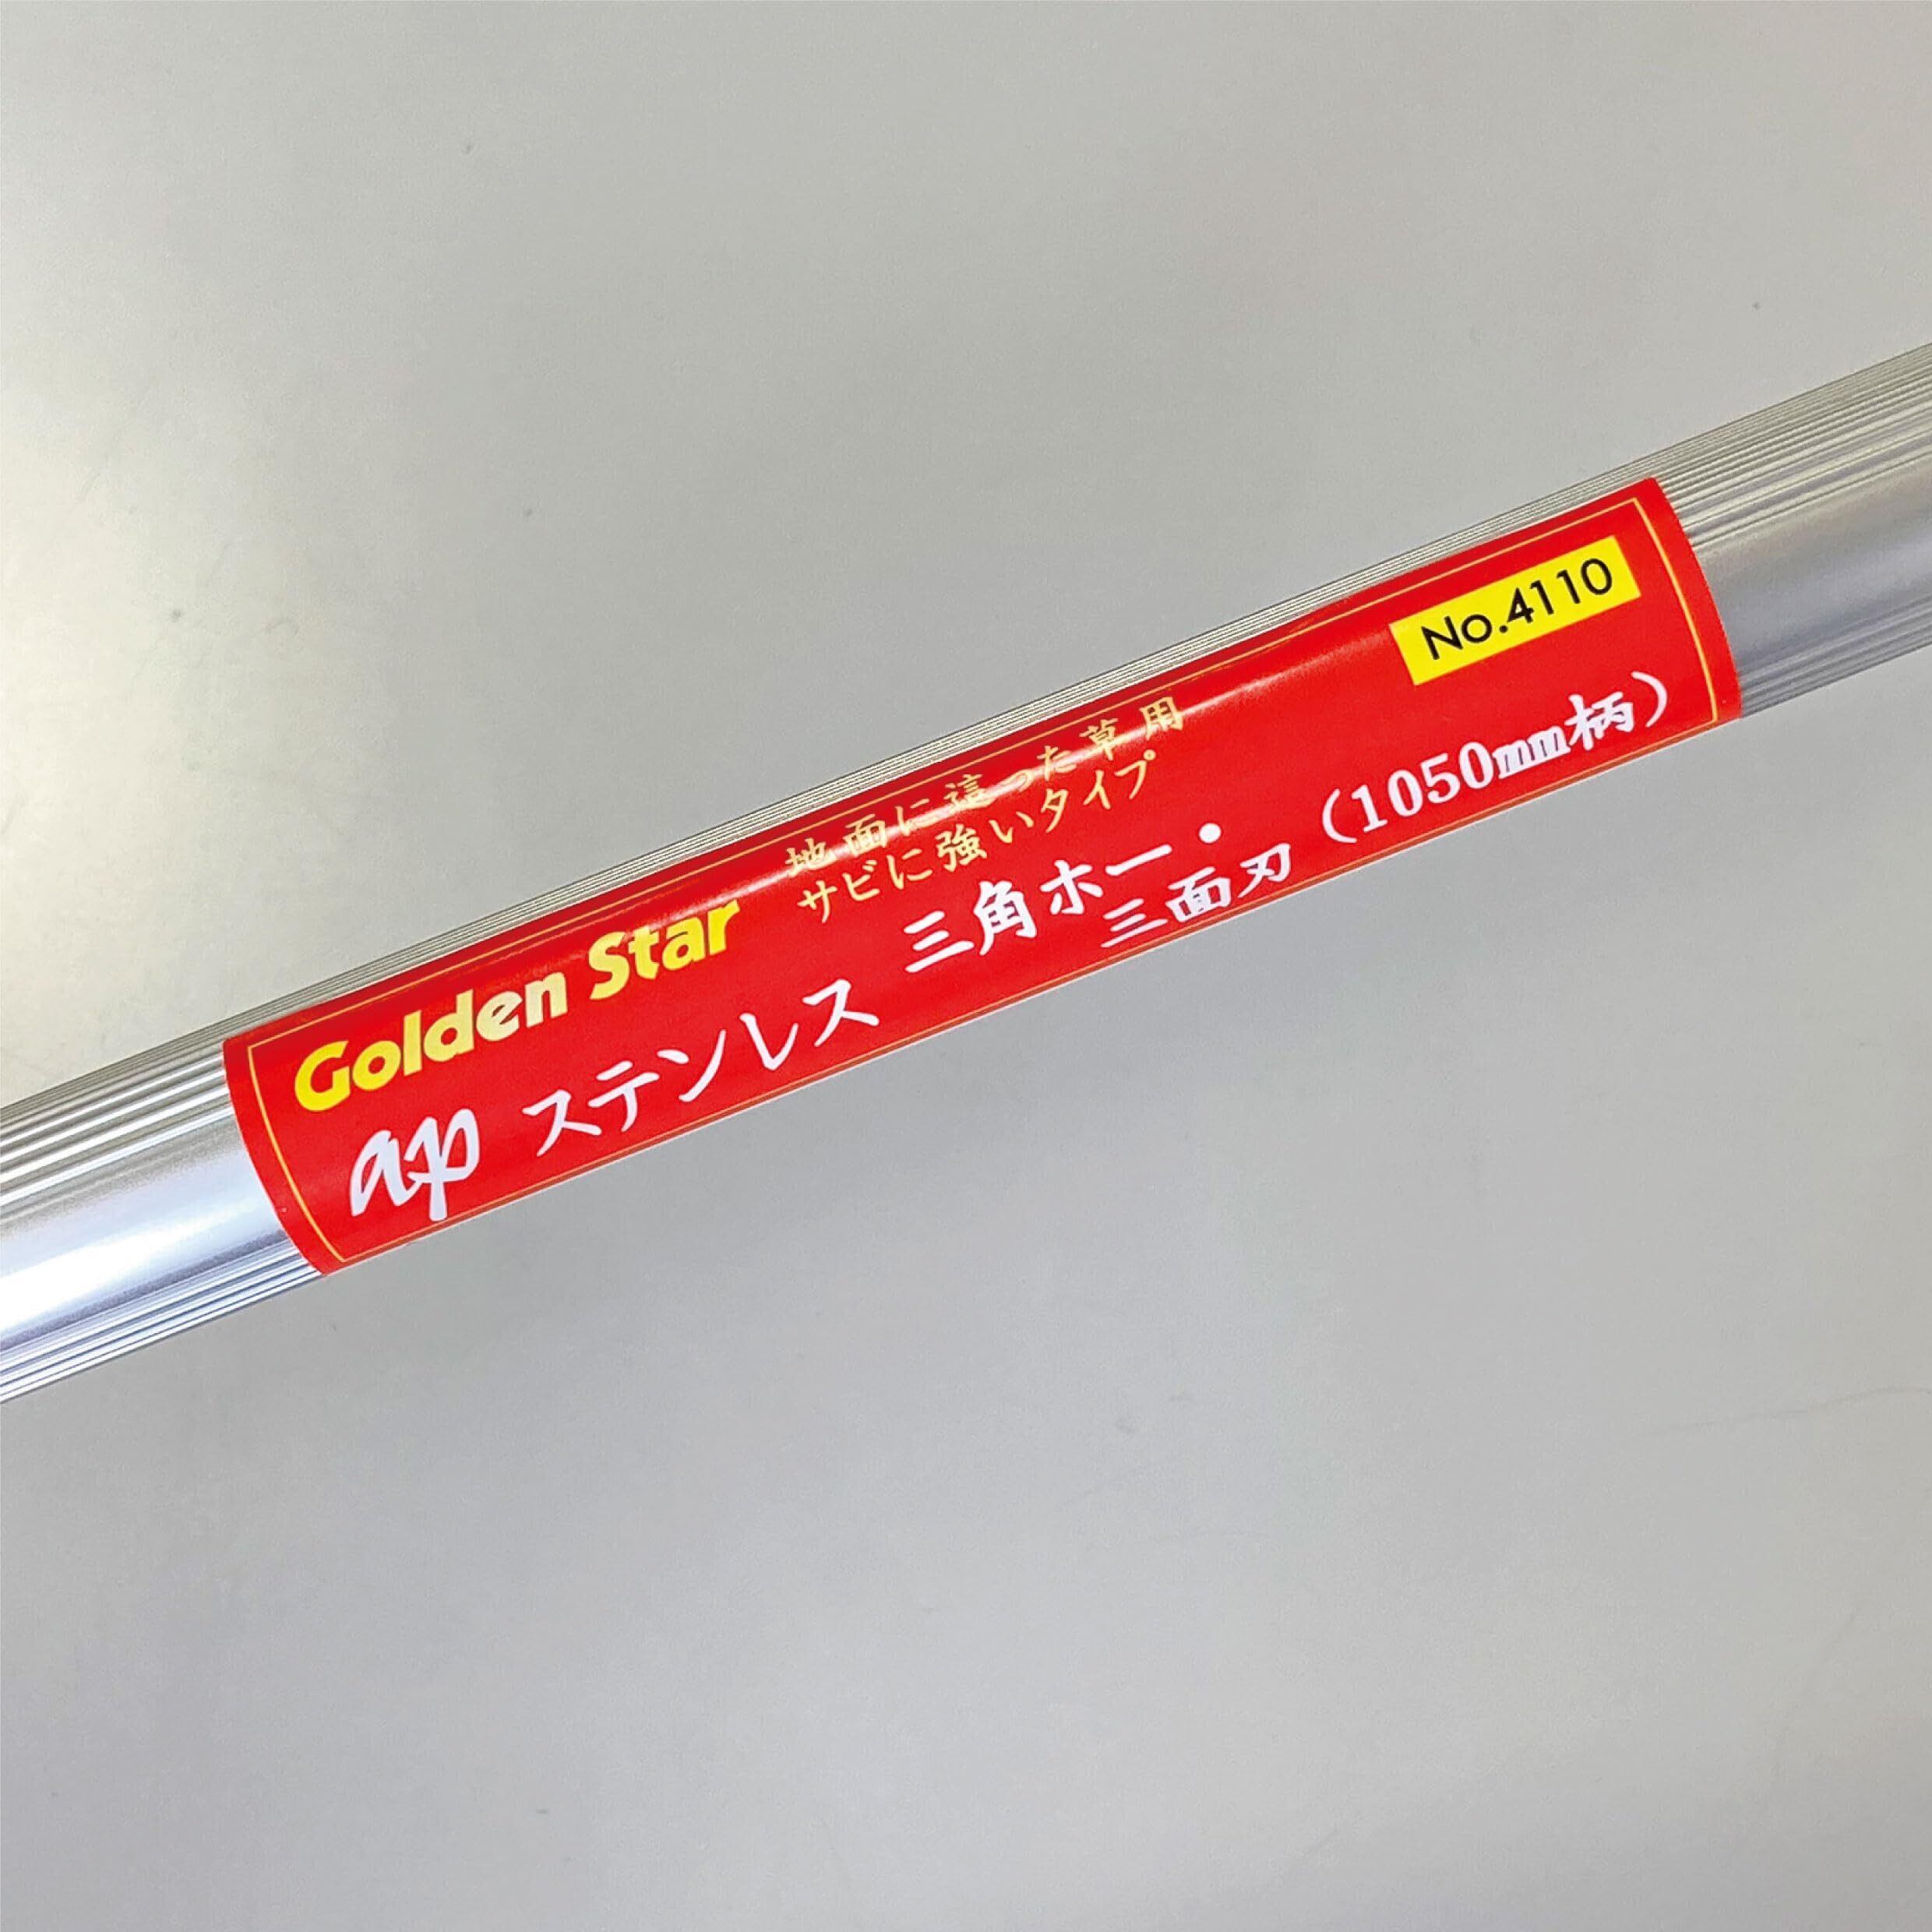 No.4110
地面に這った草用
サビに強いタイプ
Golden Star
ap ステンレス 三角ホー・三面刃 (1050mm柄)